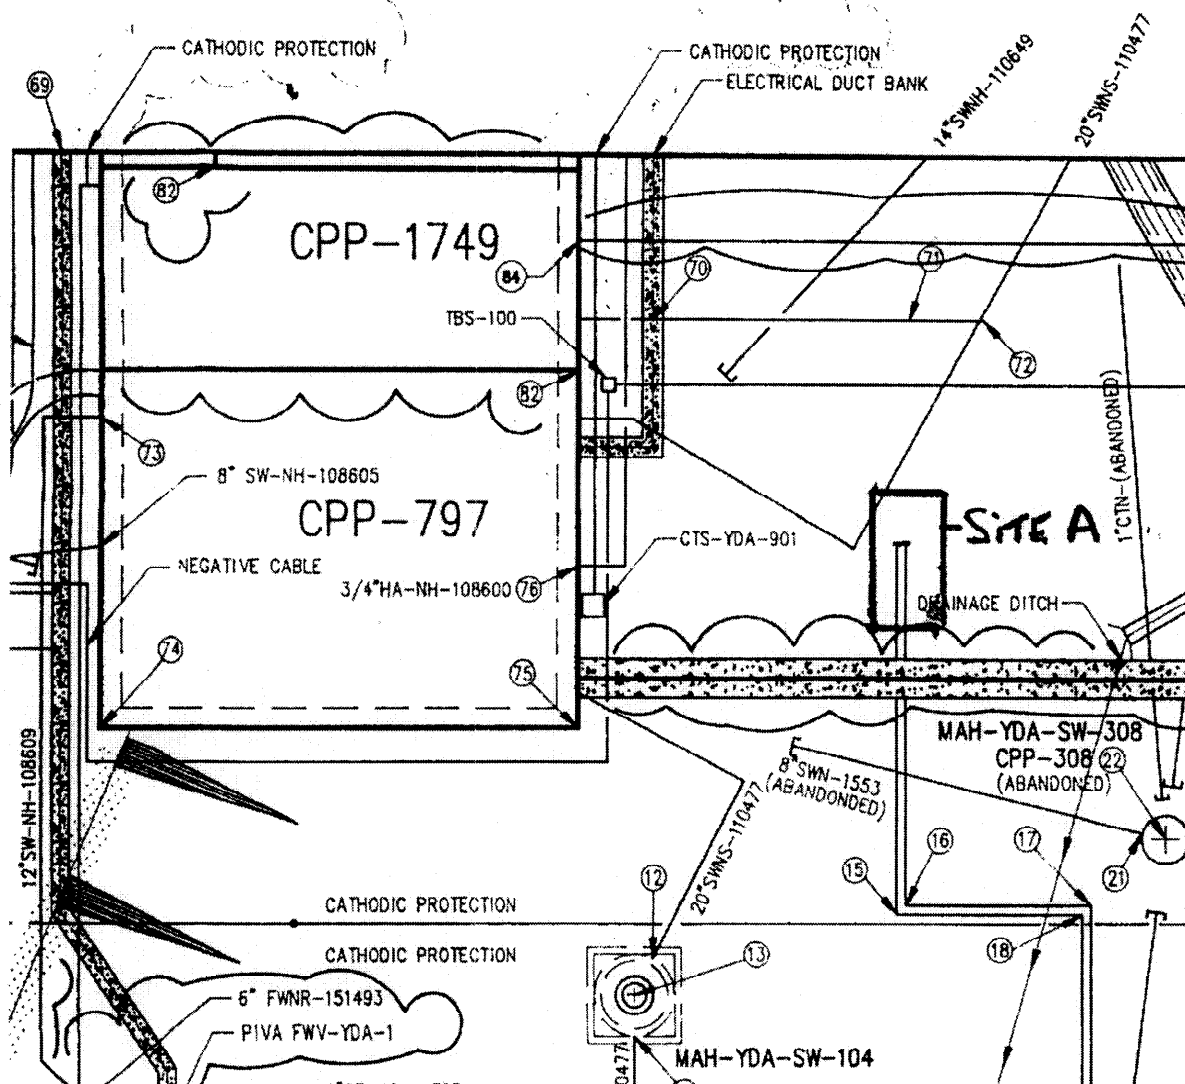 CATHODIC PROTECTION
CATHODIC PROTECTION
ELECTRICAL DUCT BANK
14"SWNH-110649
20"SWNS-110477
69
82
CPP-1749
84
70
71
TBS-100
72
82
73
8" SW-NH-108605
CPP-797
CTS-YDA-901
SITE A
1"CTN-(ABANDONED)
NEGATIVE CABLE
3/4"HA-NH-108600
76
DRAINAGE DITCH
74
75
12"SW-NH-108609
MAH-YDA-SW-308
CPP-308
22
(ABANDONED)
8"SWN-1553
(ABANDONDED)
20"SWNS-110477
12
15
16
17
21
CATHODIC PROTECTION
CATHODIC PROTECTION
13
18
6" FWNR-151493
PIVA FWV-YDA-1
MAH-YDA-SW-104
0477